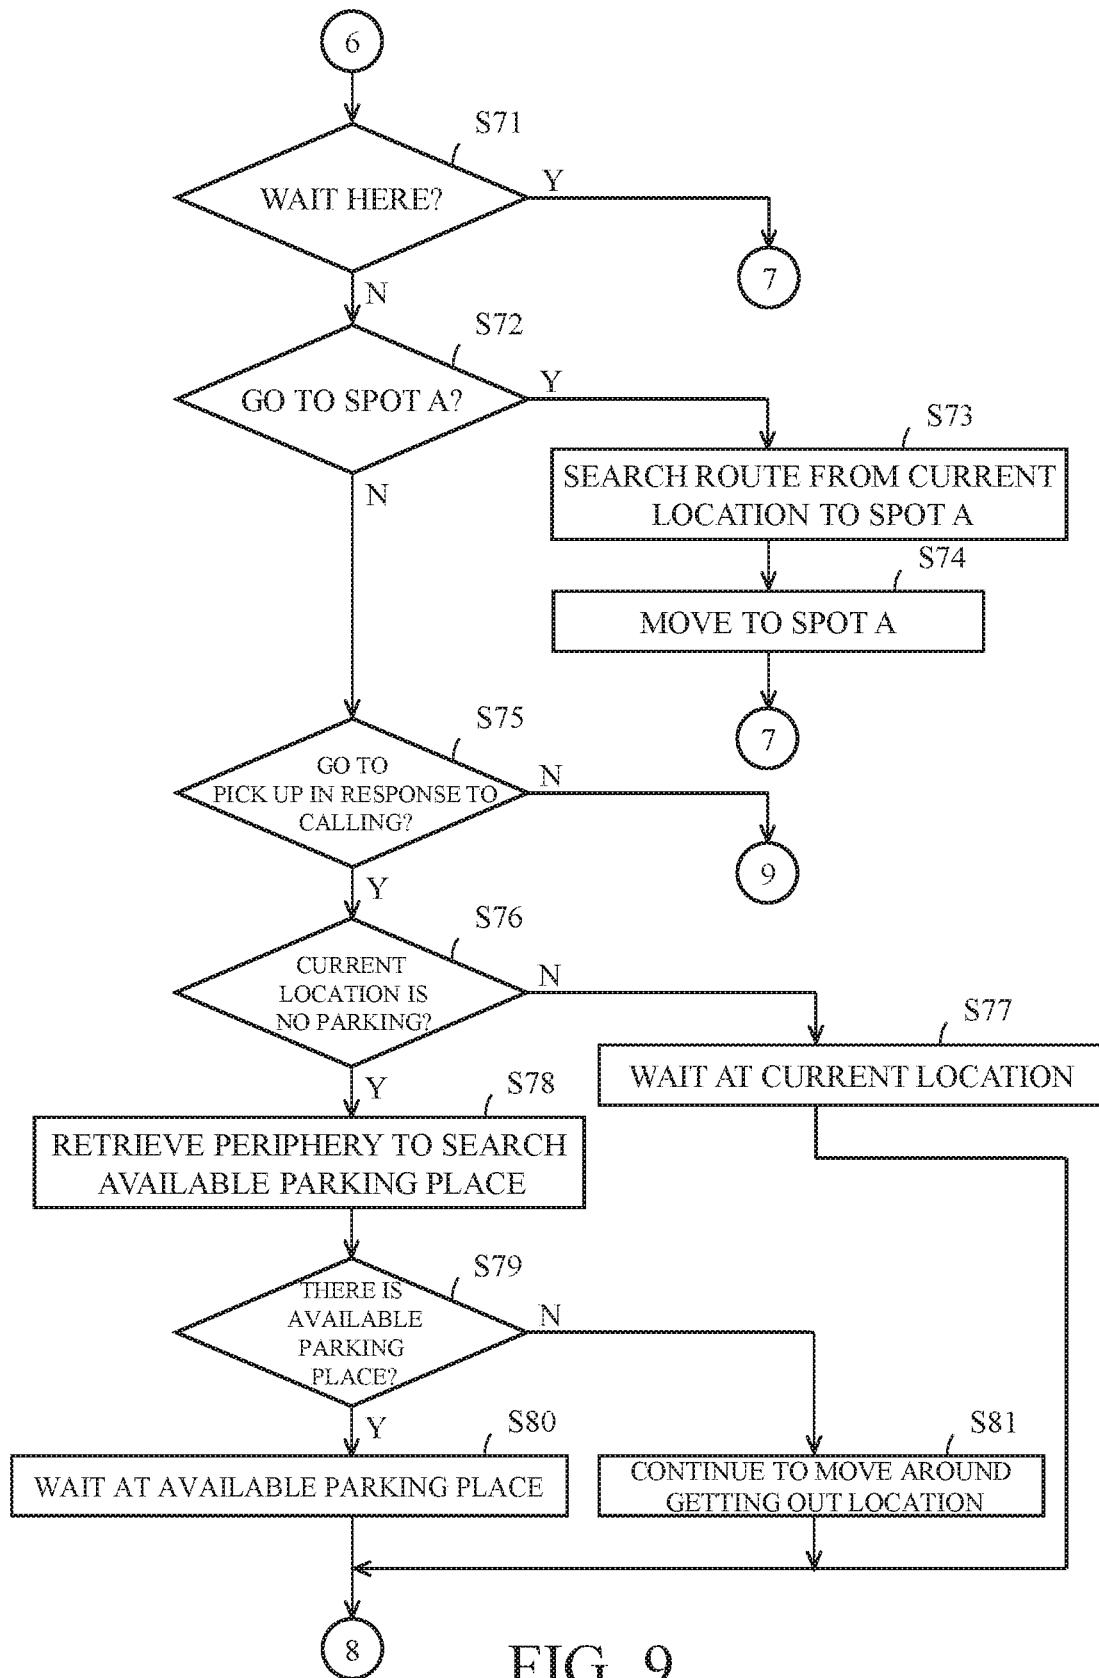 6
S71
WAIT HERE?
Y
7
N
S72
GO TO SPOT A?
Y
S73
SEARCH ROUTE FROM CURRENT
LOCATION TO SPOT A
N
S74
MOVE TO SPOT A
7
S75
GO TO
PICK UP IN RESPONSE TO
CALLING?
N
9
Y
S76
CURRENT
LOCATION IS
NO PARKING?
N
S77
WAIT AT CURRENT LOCATION
Y
S78
RETRIEVE PERIPHERY TO SEARCH
AVAILABLE PARKING PLACE
S79
THERE IS
AVAILABLE
PARKING
PLACE?
N
Y
S80
WAIT AT AVAILABLE PARKING PLACE
S81
CONTINUE TO MOVE AROUND
GETTING OUT LOCATION
8
FIG. 9